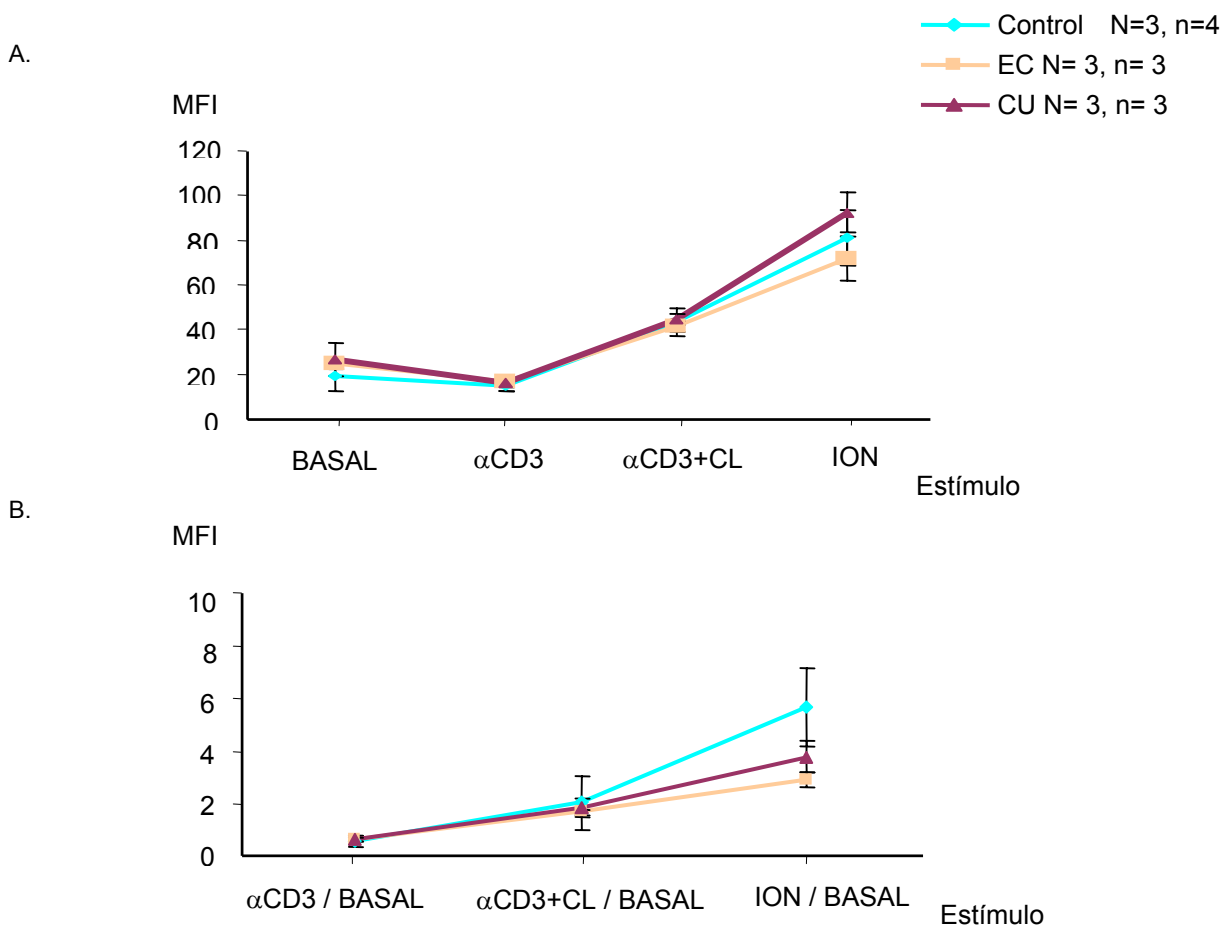 Control N=3, n=4
EC N= 3, n= 3
CU N= 3, n= 3
A.
MFI
120
100
80
60
40
20
0
BASAL αCD3 αCD3+CL ION
Estímulo
B.
MFI
10
8
6
4
2
0
αCD3 / BASAL αCD3+CL / BASAL ION / BASAL
Estímulo